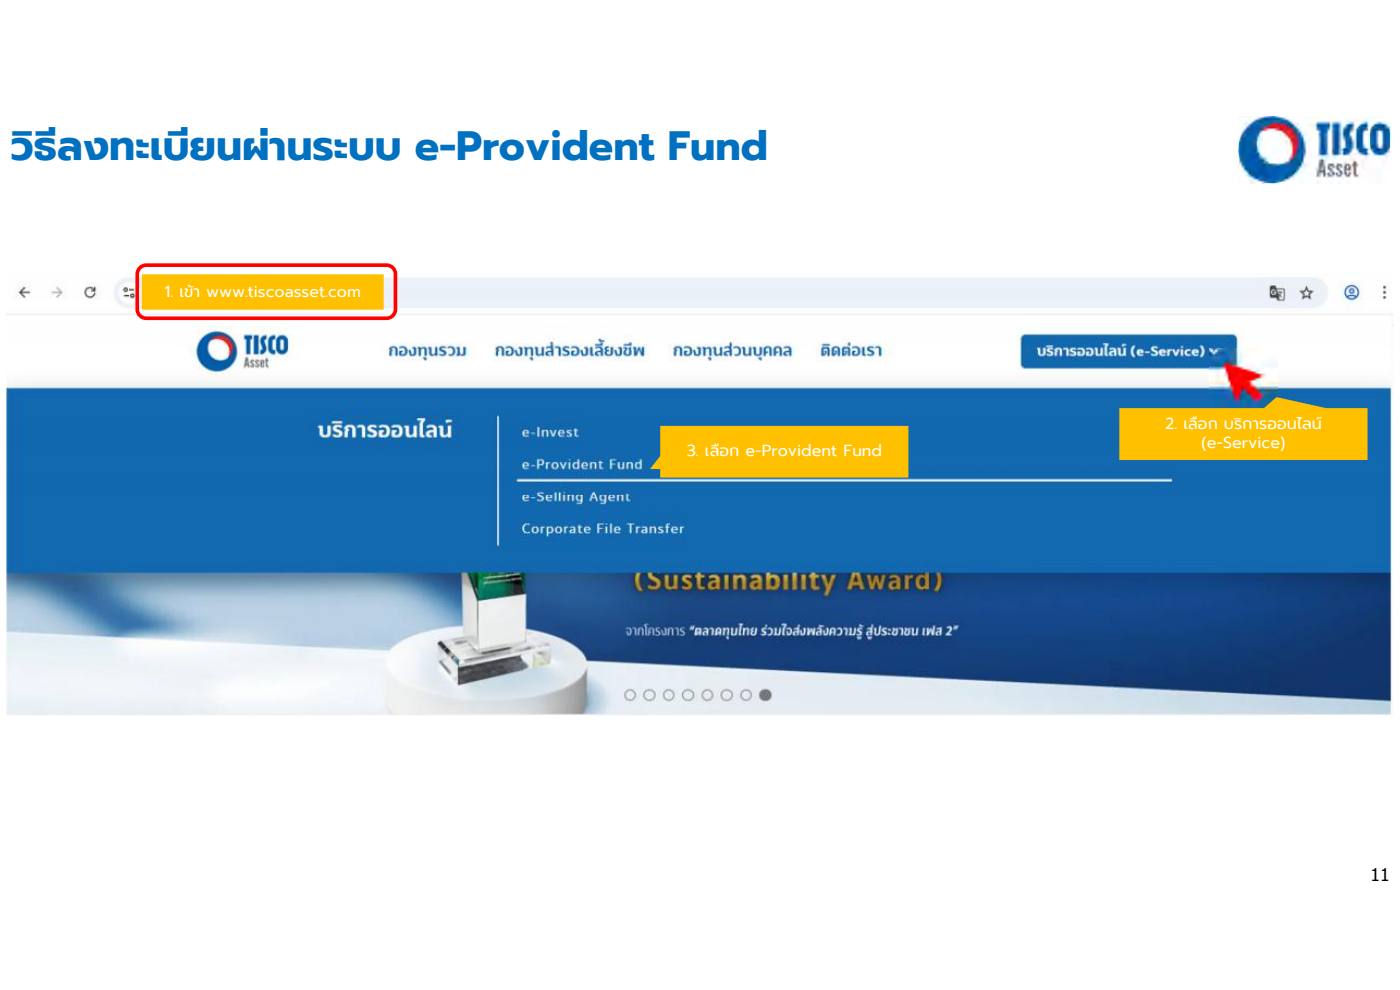 วิธีลงทะเบียนผ่านระบบ e-Provident Fund
TISCO
Asset
1. เข้า www.tiscoasset.com
TISCO
Asset
กองทุนรวม กองทุนสำรองเลี้ยงชีพ กองทุนส่วนบุคคล ติดต่อเรา บริการออนไลน์ (e-Service)
บริการออนไลน์
e-Invest
e-Provident Fund
e-Selling Agent
Corporate File Transfer
3. เลือก e-Provident Fund
2. เลือก บริการออนไลน์
(e-Service)
(Sustainability Award)
จากโครงการ "ตลาดทุนไทย ร่วมใจส่งพลังความรู้ สู่ประชาชน เฟส 2"
11